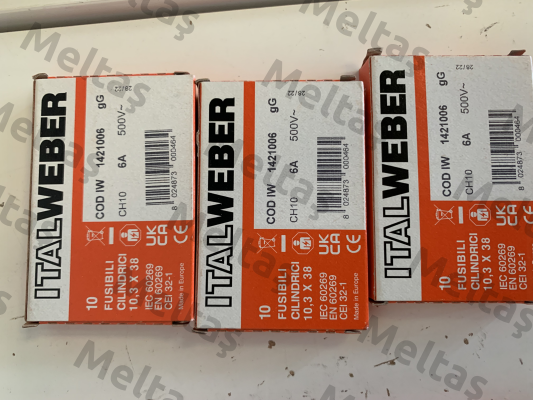 ITALWEBER
COD IW 1421006 gG
CH10 6A 500V~
28/22
8 024873 000464
UK CA CE
10 FUSIBILI
CILINDRICI
10,3 X 38
IEC 60269
EN 60269
CEI 32-1
Made in Europe
ITALWEBER
COD IW 1421006 gG
CH10 6A 500V~
28/22
8 024873 000464
UK CA CE
10 FUSIBILI
CILINDRICI
10,3 X 38
IEC 60269
EN 60269
CEI 32-1
Made in Europe
ITALWEBER
COD IW 1421006 gG
CH10 6A 500V~
28/22
8 024873 000464
UK CA CE
10 FUSIBILI
CILINDRICI
10,3 X 38
IEC 60269
EN 60269
CEI 32-1
Made in Europe
Meltaş